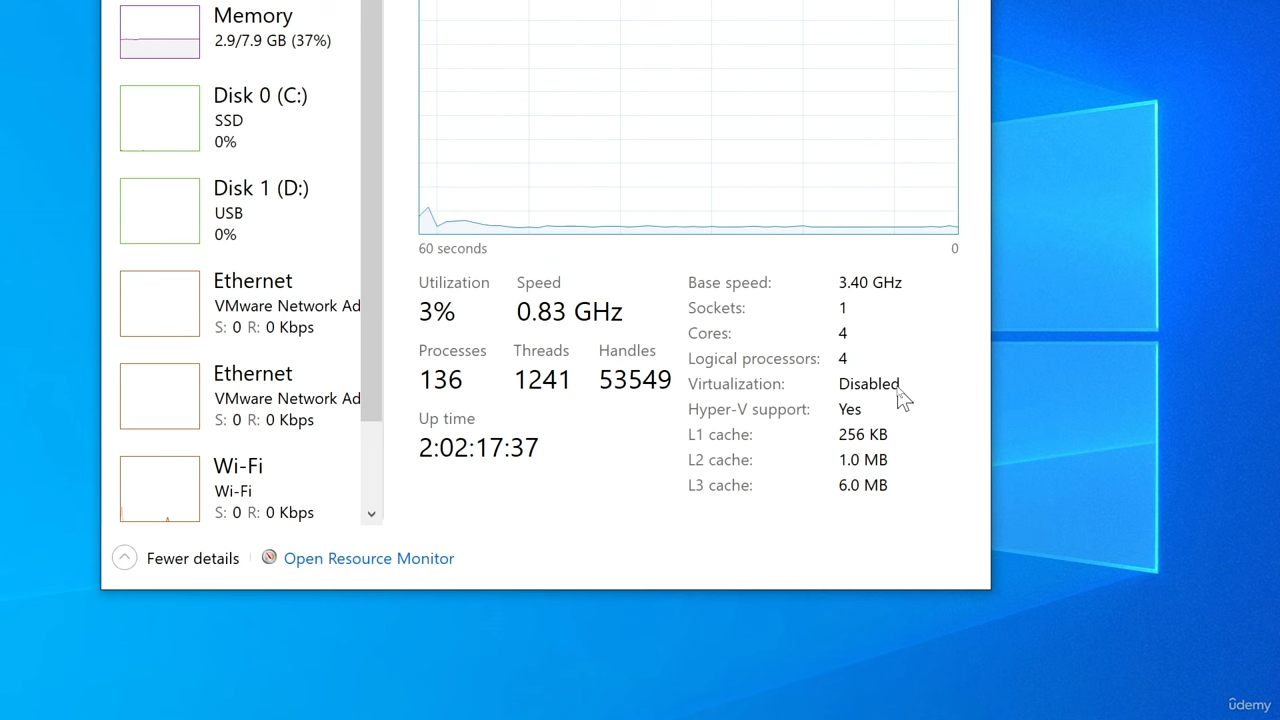 Memory
2.9/7.9 GB (37%)
Disk 0 (C:)
SSD
0%
Disk 1 (D:)
USB
0%
Ethernet
VMware Network Ad
S: 0 R: 0 Kbps
Ethernet
VMware Network Ad
S: 0 R: 0 Kbps
Wi-Fi
Wi-Fi
S: 0 R: 0 Kbps
60 seconds 0
Utilization Speed
3% 0.83 GHz
Processes Threads Handles
136 1241 53549
Up time
2:02:17:37
Base speed: 3.40 GHz
Sockets: 1
Cores: 4
Logical processors: 4
Virtualization: Disabled
Hyper-V support: Yes
L1 cache: 256 KB
L2 cache: 1.0 MB
L3 cache: 6.0 MB
Fewer details Open Resource Monitor
ûdemy